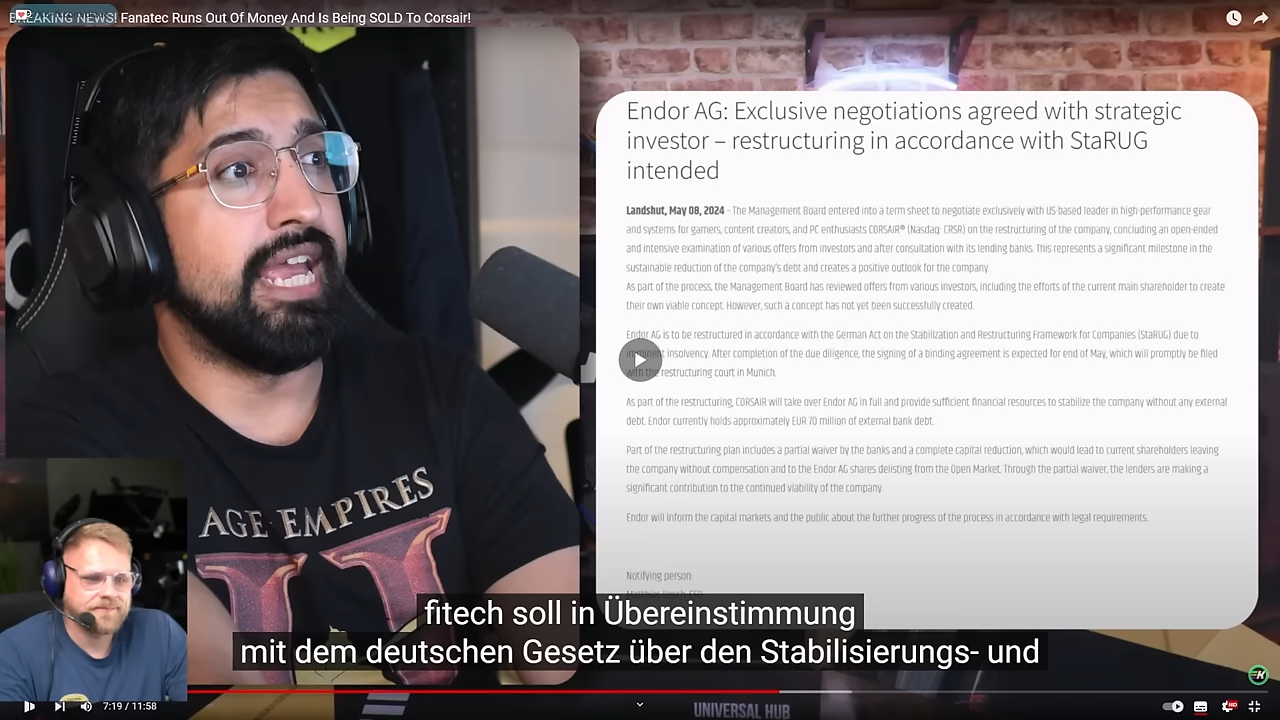 BREAKING NEWS! Fanatec Runs Out Of Money And Is Being SOLD To Corsair!
Endor AG: Exclusive negotiations agreed with strategic
investor – restructuring in accordance with StaRUG
intended
Landshut, May 08, 2024 - The Management Board entered into a term sheet to negotiate exclusively with US-based leader in high-performance gear
and systems for gamers, content creators, and PC enthusiasts CORSAIR® (Nasdaq: CRSR) on the restructuring of the company, concluding an open-ended
and intensive examination of various offers from investors and after consultation with its lending banks. This represents a significant milestone in the
sustainable reduction of the company's debt and creates a positive outlook for the company.
As part of the process, the Management Board has reviewed offers from various investors, including the efforts of the current main shareholder to create
their own viable concept. However, such a concept has not yet been successfully created.
Endor AG is to be restructured in accordance with the German Act on the Stabilization and Restructuring Framework for Companies (StaRUG) due to
imminent insolvency. After completion of the due diligence, the signing of a binding agreement is expected for end of May, which will promptly be filed
with the restructuring court in Munich.
As part of the restructuring, CORSAIR will take over Endor AG in full and provide sufficient financial resources to stabilize the company without any external
debt. Endor currently holds approximately EUR 70 million of external bank debt.
Part of the restructuring plan includes a partial waiver by the banks and a complete capital reduction, which would lead to current shareholders leaving
the company without compensation and to the Endor AG shares delisting from the Open Market. Through the partial waiver, the lenders are making a
significant contribution to the continued viability of the company.
Endor will inform the capital markets and the public about the further progress of the process in accordance with legal requirements.
Notifying person:
AGE EMPIRES
II
fitech soll in Übereinstimmung
mit dem deutschen Gesetz über den Stabilisierungs- und
7:19 / 11:58
HD
UNIVERSAL HUB